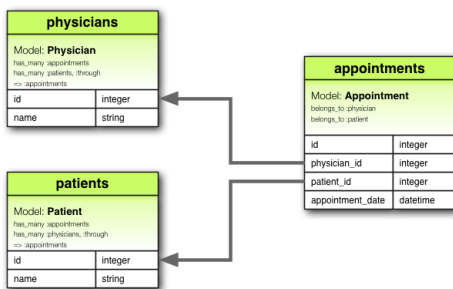 physicians
Model: Physician
has_many :appointments
has_many :patients, :through
=> :appointments
id integer
name string
appointments
Model: Appointment
belongs_to :physician
belongs_to :patient
id integer
physician_id integer
patient_id integer
appointment_date datetime
patients
Model: Patient
has_many :appointments
has_many :physicians, :through
=> :appointments
id integer
name string